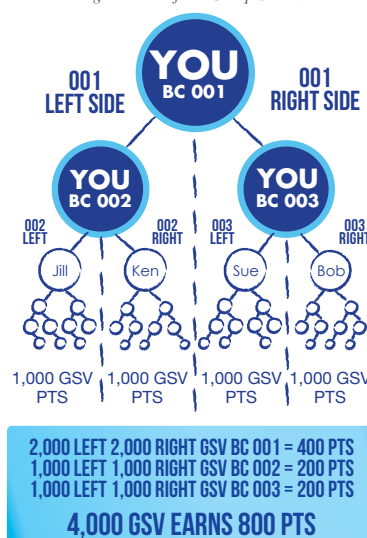 YOU
BC 001
001
LEFT SIDE
001
RIGHT SIDE
YOU
BC 002
YOU
BC 003
002
LEFT
002
RIGHT
003
LEFT
003
RIGHT
Jill
Ken
Sue
Bob
1,000 GSV
PTS
1,000 GSV
PTS
1,000 GSV
PTS
1,000 GSV
PTS
2,000 LEFT 2,000 RIGHT GSV BC 001 = 400 PTS
1,000 LEFT 1,000 RIGHT GSV BC 002 = 200 PTS
1,000 LEFT 1,000 RIGHT GSV BC 003 = 200 PTS
4,000 GSV EARNS 800 PTS